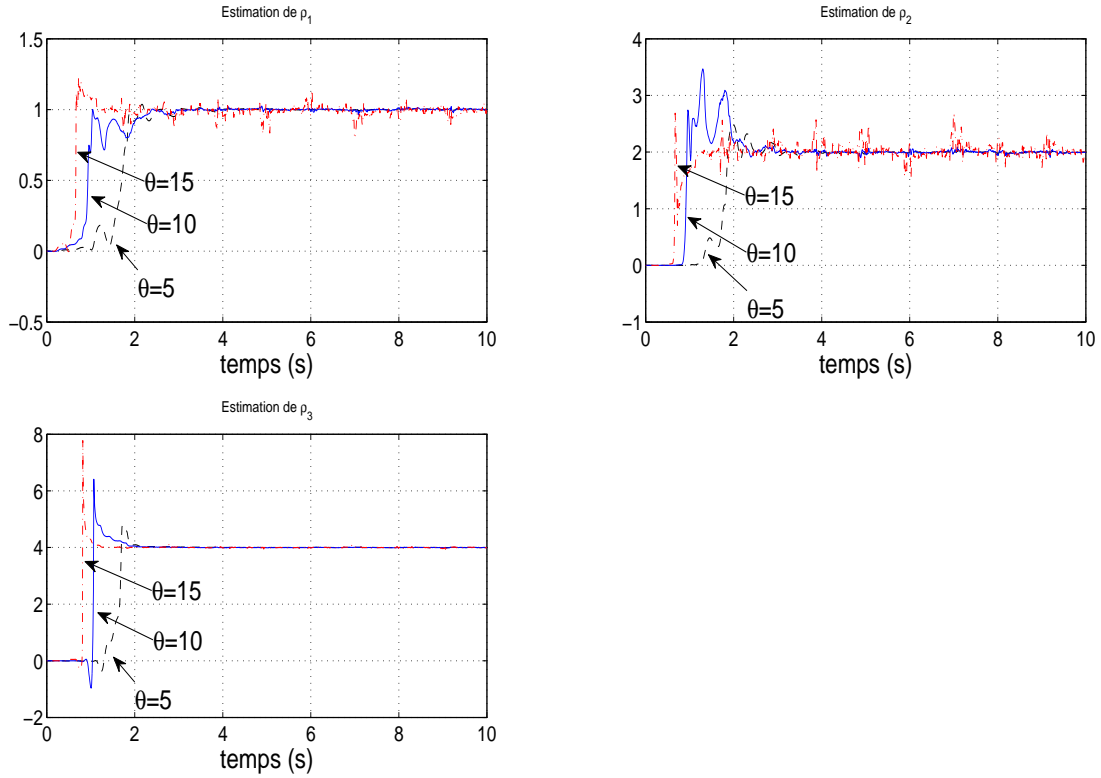 Estimation de ρ1
1.5
1
0.5
0
−0.5
θ=15
θ=10
θ=5
0 2 4 6 8 10
temps (s)
Estimation de ρ2
4
3
2
1
0
−1
θ=15
θ=10
θ=5
0 2 4 6 8 10
temps (s)
Estimation de ρ3
8
6
4
2
0
−2
θ=15
θ=10
θ=5
0 2 4 6 8 10
temps (s)